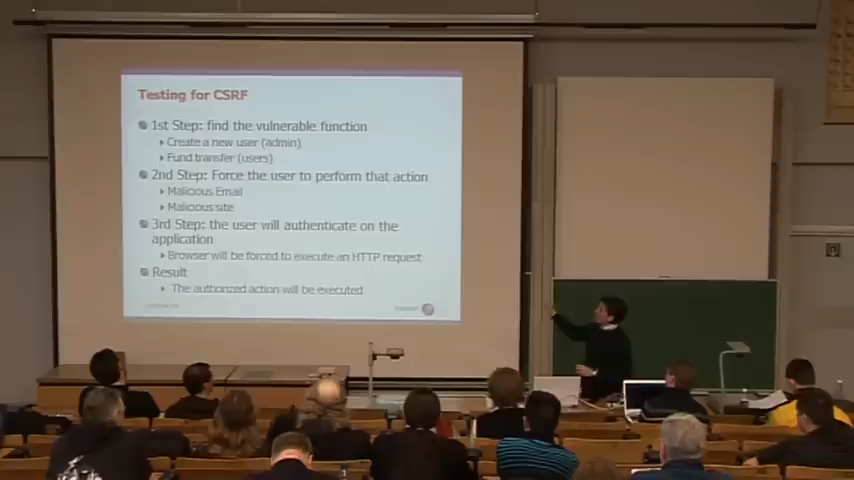 Testing for CSRF
1st Step: find the vulnerable function
Create a new user (admin)
Fund transfer (users)
2nd Step: Force the user to perform that action
Malicious Email
Malicious site
3rd Step: the user will authenticate on the
application
Browser will be forced to execute an HTTP request
Result
The authorized action will be executed